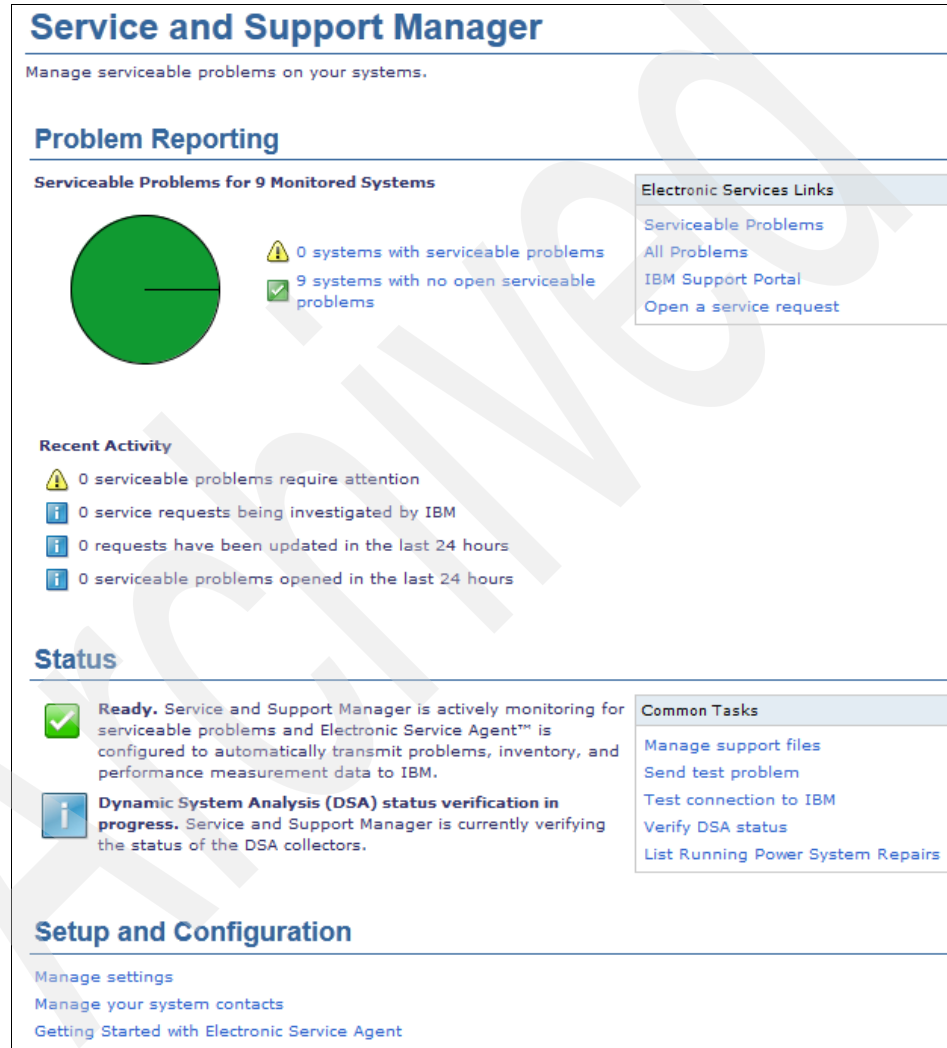 Service and Support Manager
Manage serviceable problems on your systems.
Problem Reporting
Serviceable Problems for 9 Monitored Systems
0 systems with serviceable problems
9 systems with no open serviceable
problems
Electronic Services Links
Serviceable Problems
All Problems
IBM Support Portal
Open a service request
Recent Activity
0 serviceable problems require attention
0 service requests being investigated by IBM
0 requests have been updated in the last 24 hours
0 serviceable problems opened in the last 24 hours
Status
Ready. Service and Support Manager is actively monitoring for
serviceable problems and Electronic Service Agent™ is
configured to automatically transmit problems, inventory, and
performance measurement data to IBM.
Dynamic System Analysis (DSA) status verification in
progress. Service and Support Manager is currently verifying
the status of the DSA collectors.
Common Tasks
Manage support files
Send test problem
Test connection to IBM
Verify DSA status
List Running Power System Repairs
Setup and Configuration
Manage settings
Manage your system contacts
Getting Started with Electronic Service Agent
Archived